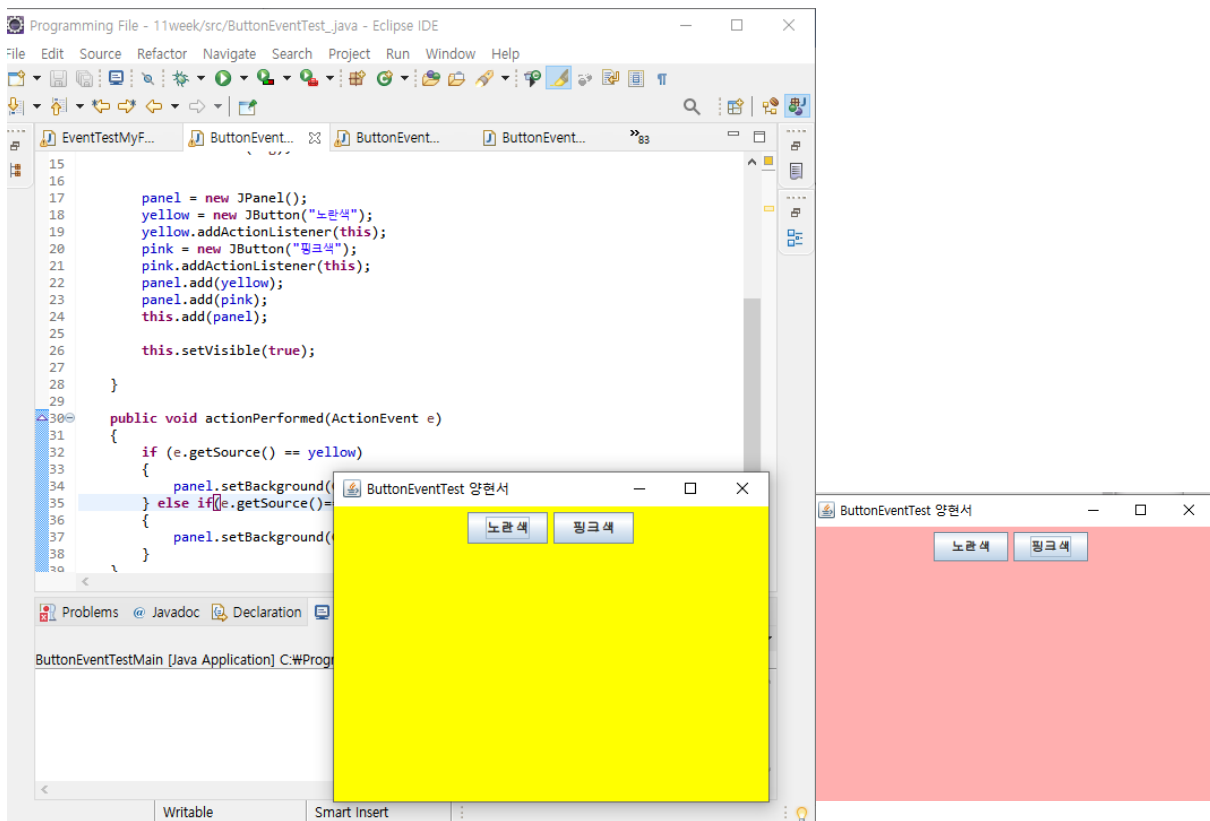 Programming File - 11week/src/ButtonEventTest_.java - Eclipse IDE
File Edit Source Refactor Navigate Search Project Run Window Help
EventTestMyF... ButtonEvent... ButtonEvent... ButtonEvent... »83
15
16
17 panel = new JPanel();
18 yellow = new JButton("노란색");
19 yellow.addActionListener(this);
20 pink = new JButton("핑크색");
21 pink.addActionListener(this);
22 panel.add(yellow);
23 panel.add(pink);
24 this.add(panel);
25
26 this.setVisible(true);
27
28 }
29
30 public void actionPerformed(ActionEvent e)
31 {
32 if (e.getSource() == yellow)
33 {
34 panel.setBackground(
35 } else if(e.getSource()=
36 {
37 panel.setBackground(
38 }
39 }
ButtonEventTest 양현서
노란색 핑크색
ButtonEventTest 양현서
노란색 핑크색
Problems @ Javadoc Declaration
ButtonEventTestMain [Java Application] C:₩Progr
Writable Smart Insert